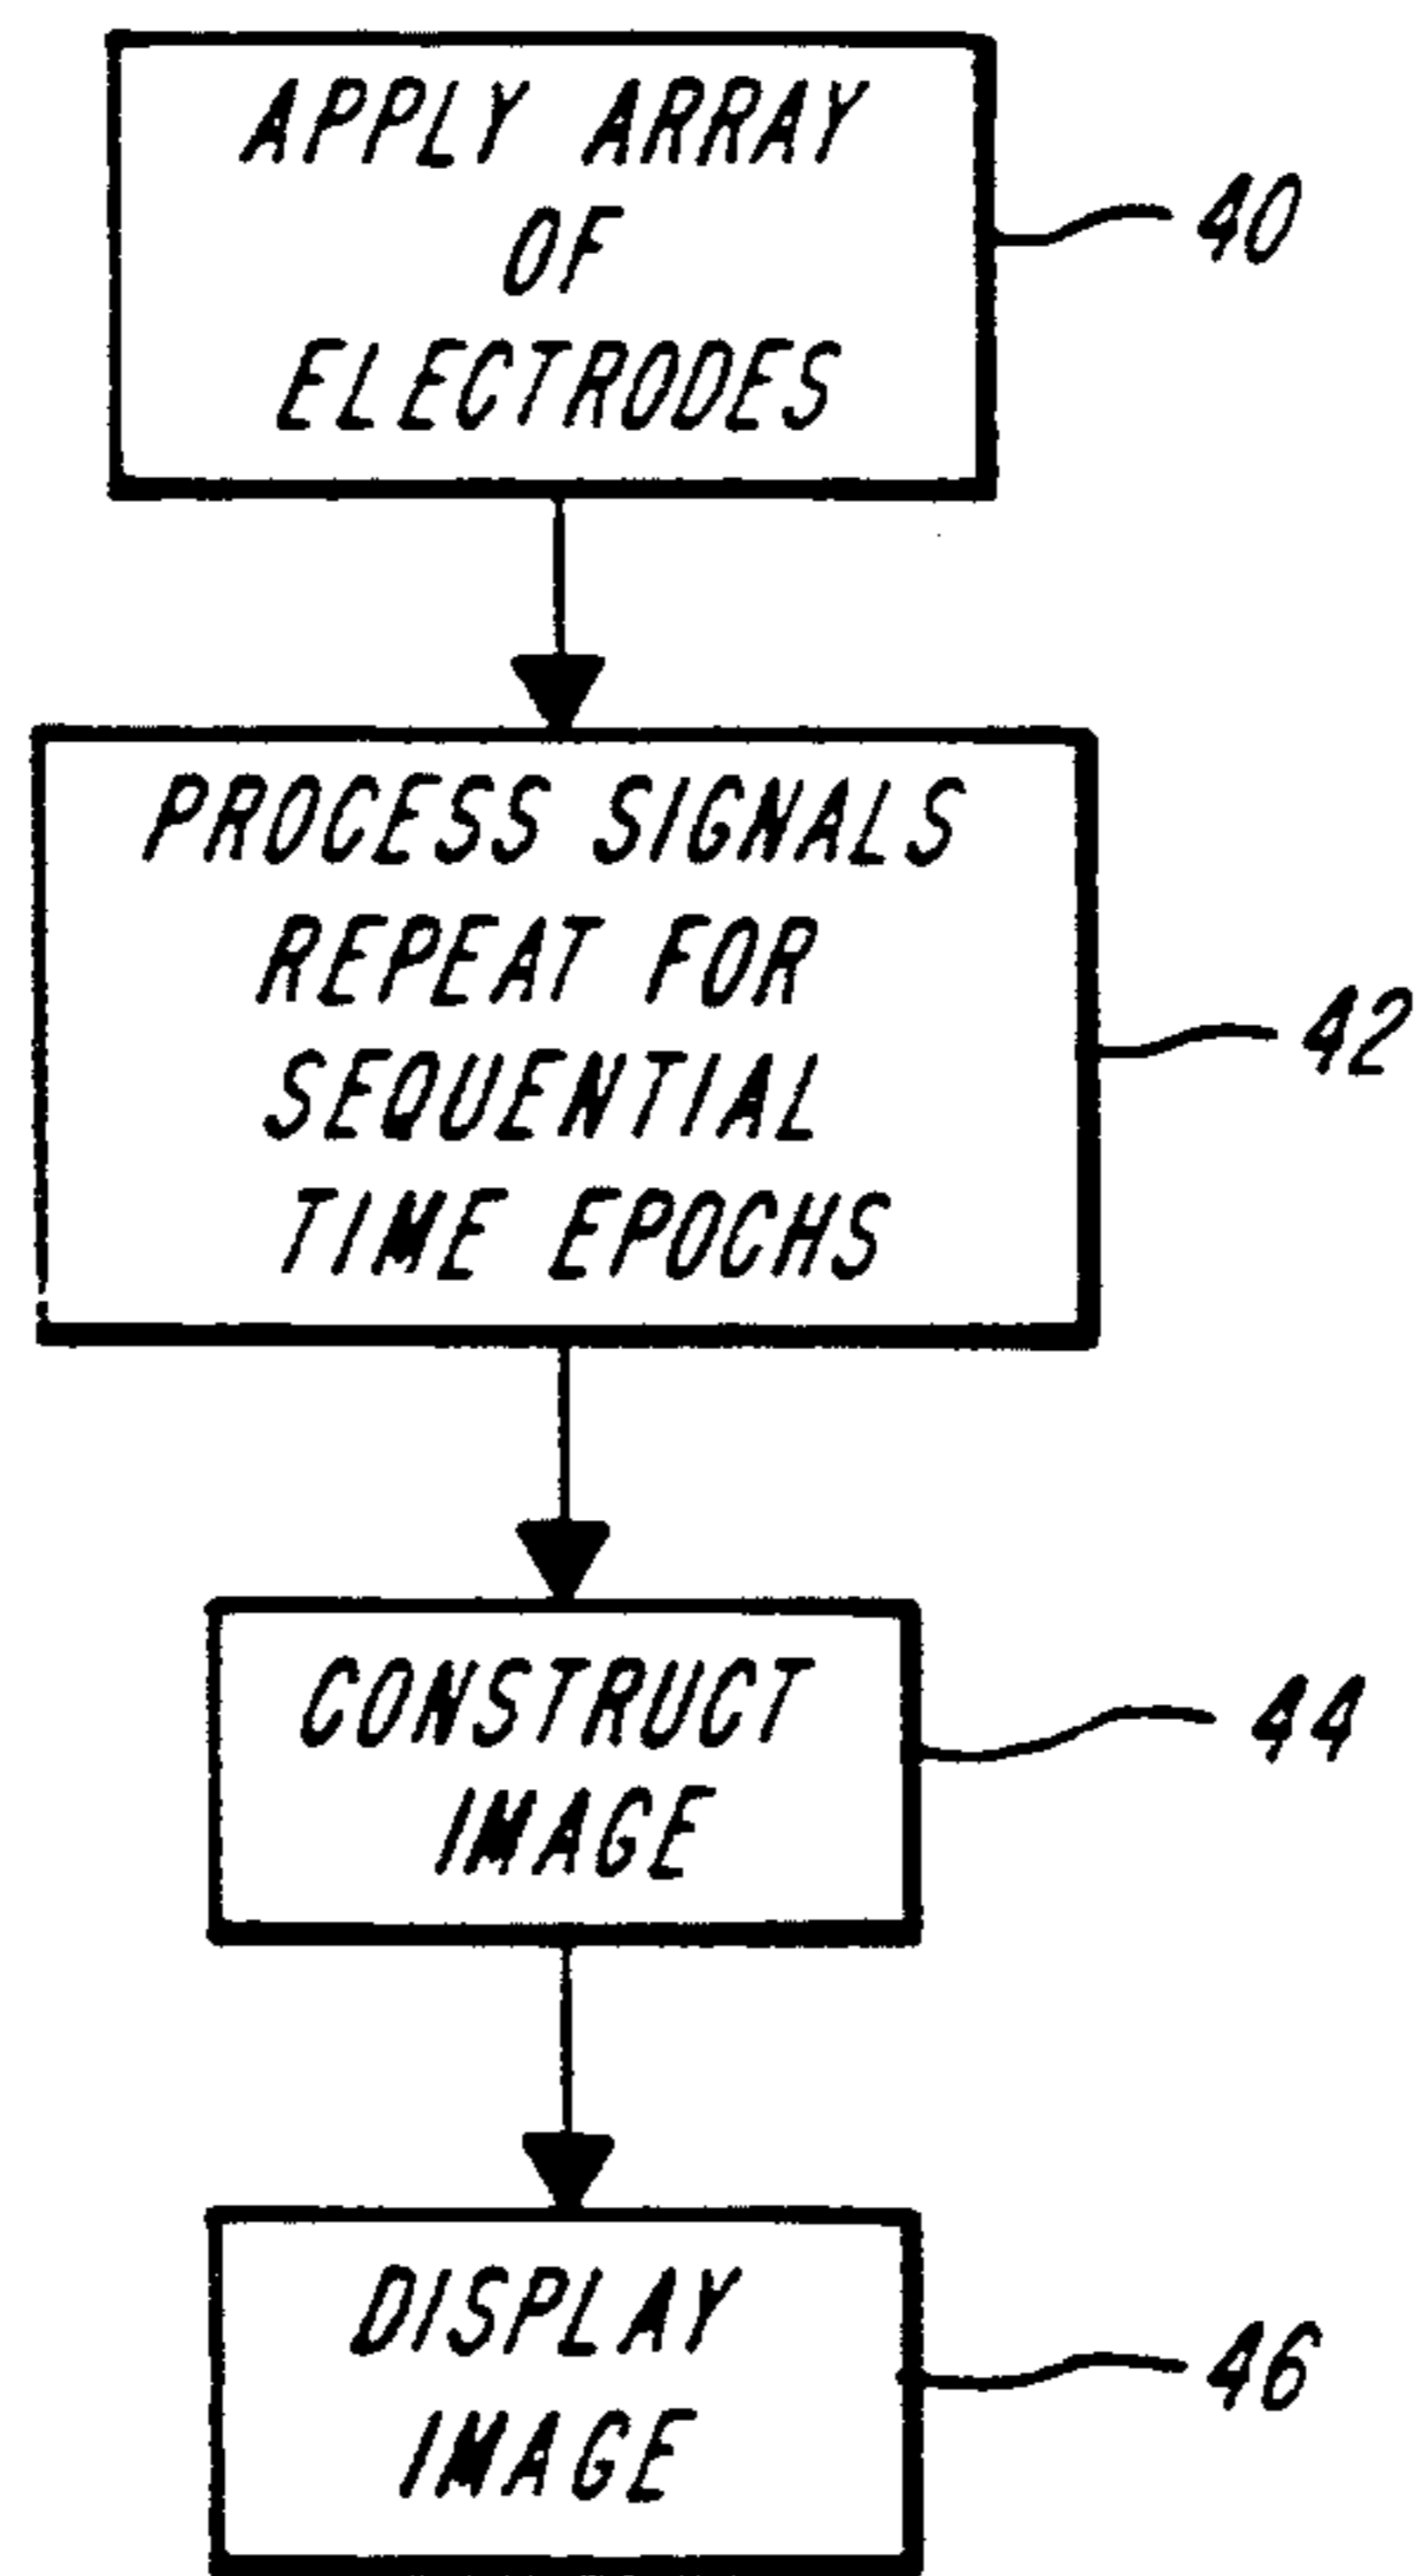 APPLY ARRAY
OF
ELECTRODES
40
PROCESS SIGNALS
REPEAT FOR
SEQUENTIAL
TIME EPOCHS
42
CONSTRUCT
IMAGE
44
DISPLAY
IMAGE
46